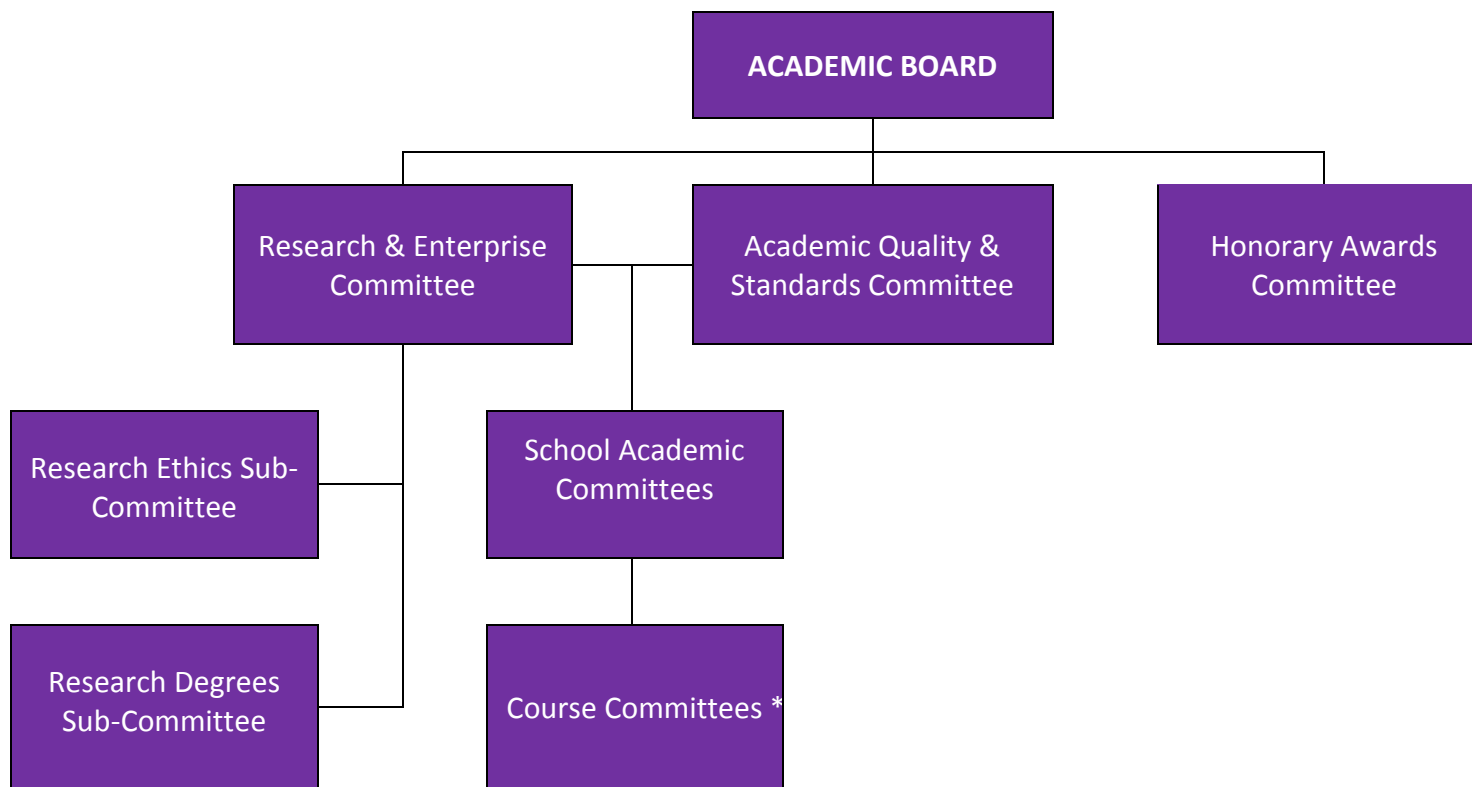 ACADEMIC BOARD
Research & Enterprise
Committee
Academic Quality &
Standards Committee
Honorary Awards
Committee
Research Ethics Sub-
Committee
School Academic
Committees
Research Degrees
Sub-Committee
Course Committees *